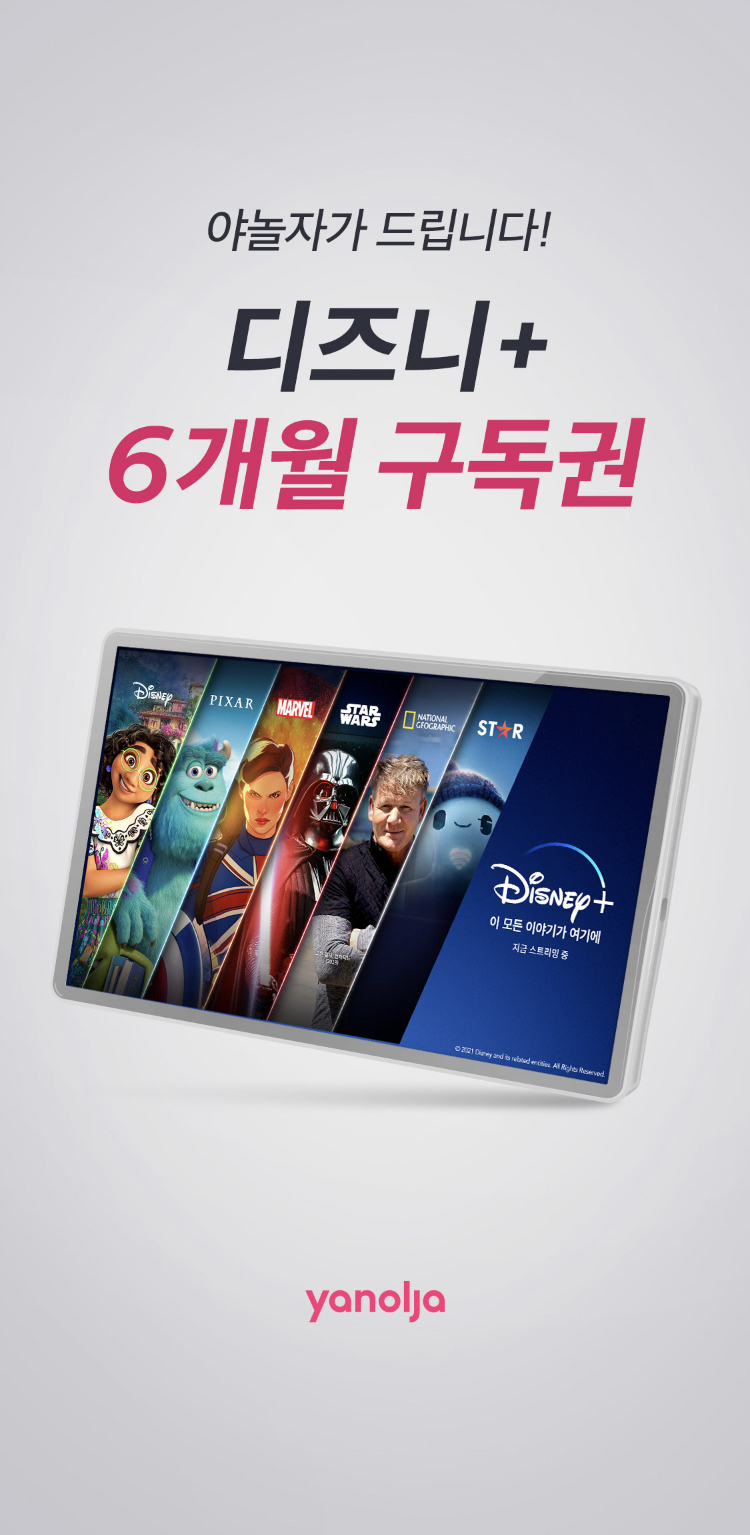 야놀자가 드립니다!
디즈니+
6개월 구독권
Disney
PIXAR
MARVEL
STAR WARS
NATIONAL GEOGRAPHIC
STAR
Disney+
이 모든 이야기가 여기에
지금 스트리밍 중
© 2021 Disney and its related entities. All Rights Reserved.
yanolja